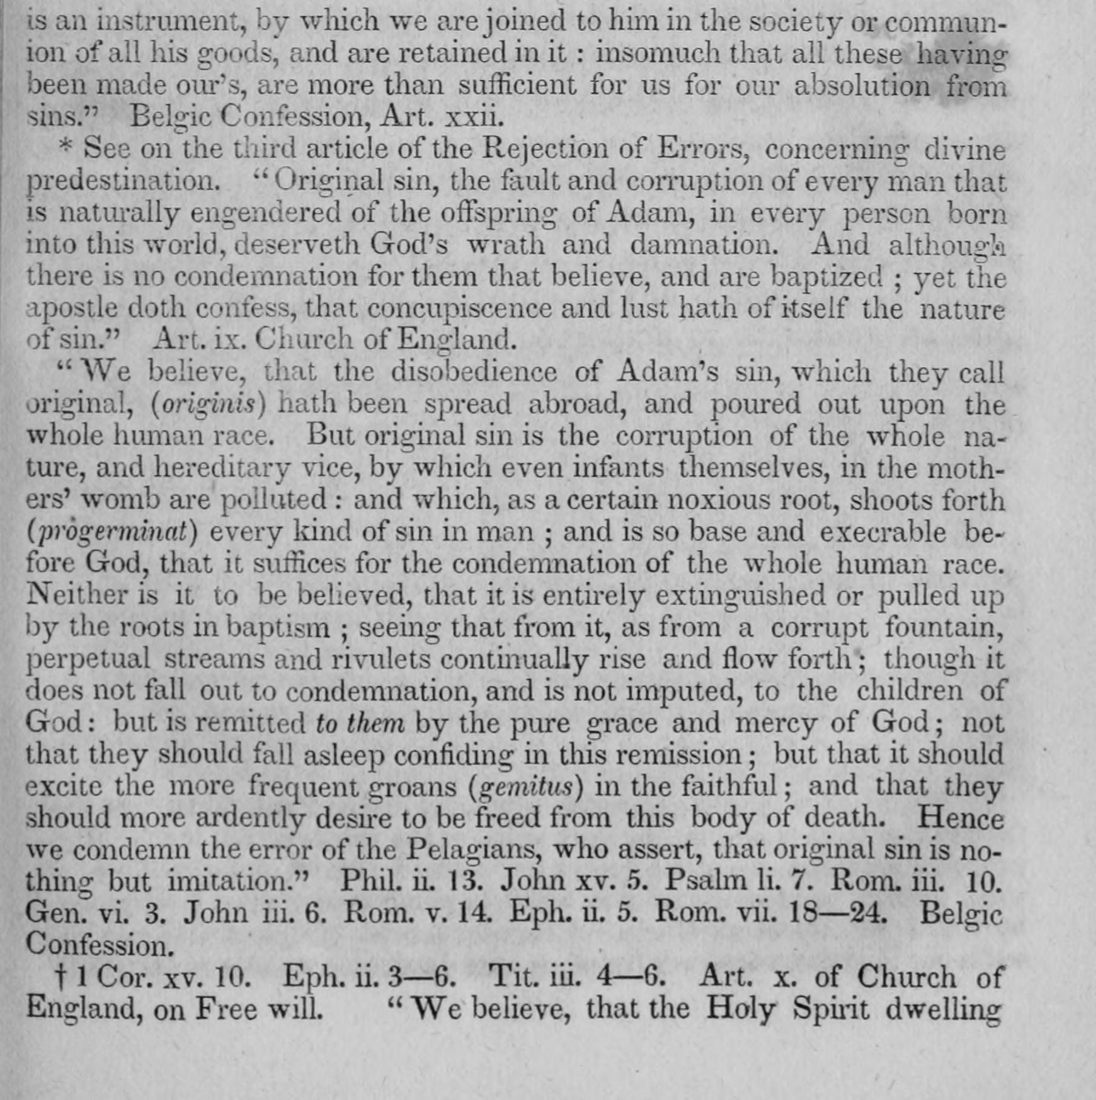 is an instrument, by which we are joined to him in the society or commun-
ion of all his goods, and are retained in it : insomuch that all these having
been made our's, are more than sufficient for us for our absolution from
sins.” Belgic Confession, Art. xxii.
* See on the third article of the Rejection of Errors, concerning divine
predestination. “Original sin, the fault and corruption of every man that
is naturally engendered of the offspring of Adam, in every person born
into this world, deserveth God's wrath and damnation. And although
there is no condemnation for them that believe, and are baptized ; yet the
apostle doth confess, that concupiscence and lust hath of itself the nature
of sin.” Art. ix. Church of England.
“We believe, that the disobedience of Adam's sin, which they call
original, (originis) hath been spread abroad, and poured out upon the
whole human race. But original sin is the corruption of the whole na-
ture, and hereditary vice, by which even infants themselves, in the moth-
ers' womb are polluted : and which, as a certain noxious root, shoots forth
(progerminat) every kind of sin in man ; and is so base and execrable be-
fore God, that it suffices for the condemnation of the whole human race.
Neither is it to be believed, that it is entirely extinguished or pulled up
by the roots in baptism ; seeing that from it, as from a corrupt fountain,
perpetual streams and rivulets continually rise and flow forth ; though it
does not fall out to condemnation, and is not imputed, to the children of
God : but is remitted to them by the pure grace and mercy of God ; not
that they should fall asleep confiding in this remission ; but that it should
excite the more frequent groans (gemitus) in the faithful ; and that they
should more ardently desire to be freed from this body of death. Hence
we condemn the error of the Pelagians, who assert, that original sin is no-
thing but imitation.” Phil. ii. 13. John xv. 5. Psalm li. 7. Rom. iii. 10.
Gen. vi. 3. John iii. 6. Rom. v. 14. Eph. ii. 5. Rom. vii. 18—24. Belgic
Confession.
† 1 Cor. xv. 10. Eph. ii. 3—6. Tit. iii. 4—6. Art. x. of Church of
England, on Free will. “We believe, that the Holy Spirit dwelling